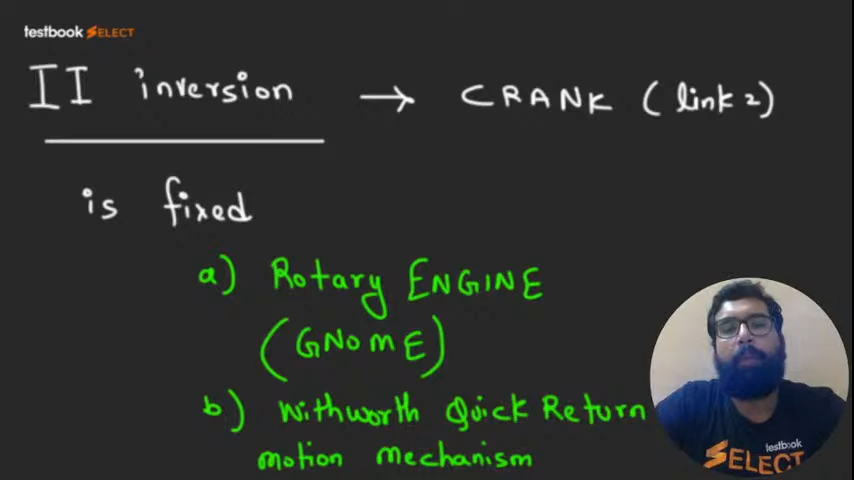 testbook SELECT
II inversion → CRANK (link 2)
is fixed
a) Rotary ENGINE
(GNOME)
b) Withworth Quick Return
motion mechanism
testbook
SELECT